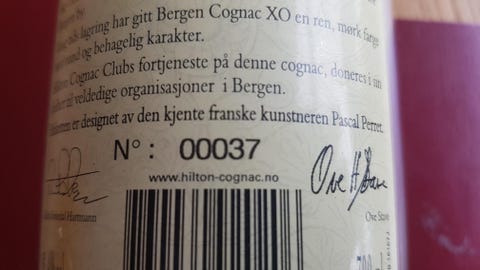 lagring har gitt Bergen Cognac XO en ren, mørk farge
og behagelig karakter.
Cognac Clubs fortjeneste på denne cognac, doneres i sin
veldedige organisasjoner i Bergen.
er designet av den kjente franske kunstneren Pascal Perret.
N° : 00037
www.hilton-cognac.no
Ove
Hartmann
Ove